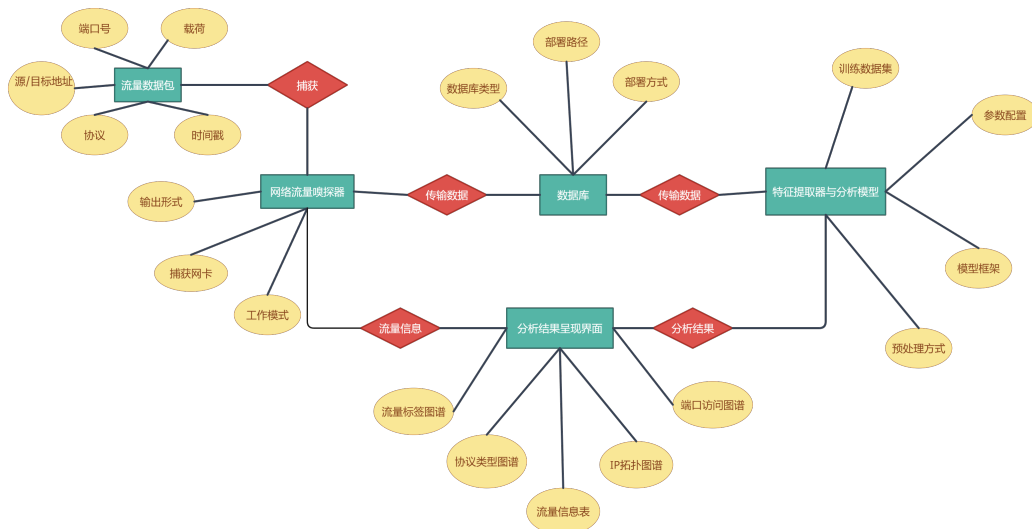 端口号
载荷
源/目标地址
流量数据包
捕获
协议
时间戳
部署路径
数据库类型
部署方式
训练数据集
参数配置
网络流量嗅探器
传输数据
数据库
传输数据
特征提取器与分析模型
输出形式
捕获网卡
工作模式
模型框架
流量信息
分析结果呈现界面
分析结果
预处理方式
流量标签图谱
协议类型图谱
流量信息表
IP拓扑图谱
端口访问图谱